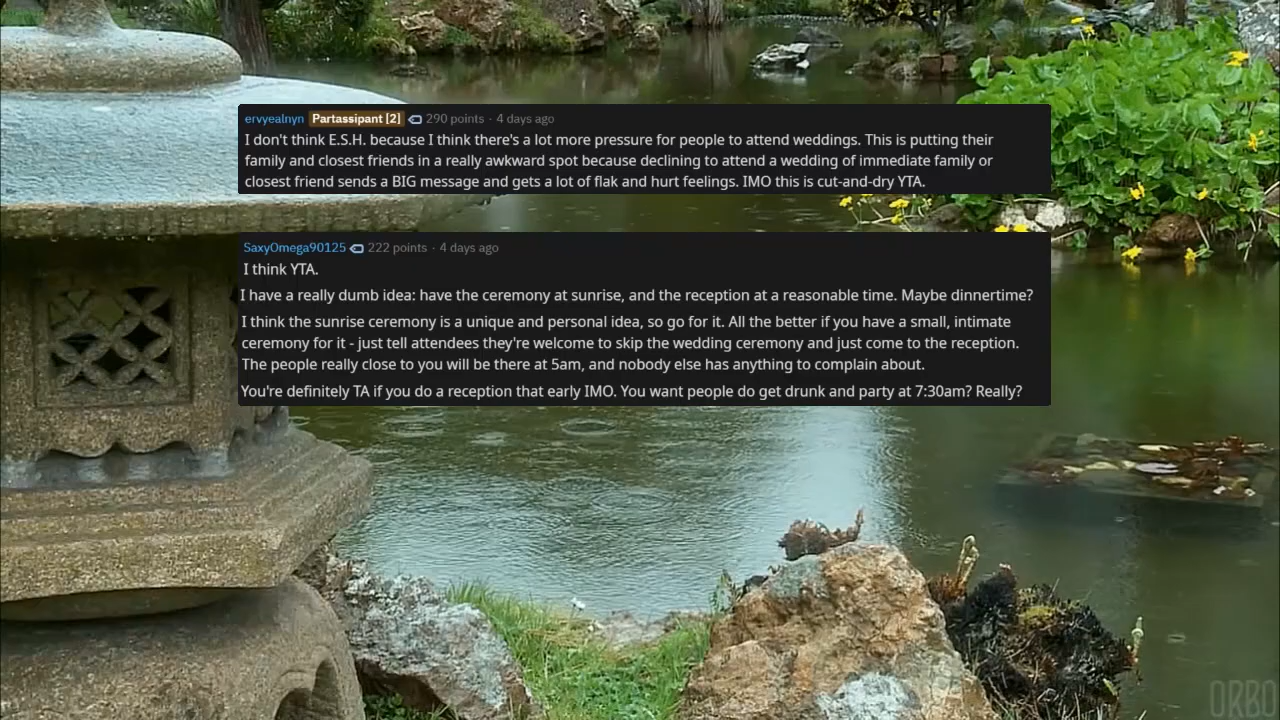 ervyealnyn Partassipant [2] 290 points · 4 days ago
I don't think E.S.H. because I think there's a lot more pressure for people to attend weddings. This is putting their
family and closest friends in a really awkward spot because declining to attend a wedding of immediate family or
closest friend sends a BIG message and gets a lot of flak and hurt feelings. IMO this is cut-and-dry YTA.
SaxyOmega90125 222 points · 4 days ago
I think YTA.
I have a really dumb idea: have the ceremony at sunrise, and the reception at a reasonable time. Maybe dinnertime?
I think the sunrise ceremony is a unique and personal idea, so go for it. All the better if you have a small, intimate
ceremony for it - just tell attendees they're welcome to skip the wedding ceremony and just come to the reception.
The people really close to you will be there at 5am, and nobody else has anything to complain about.
You're definitely TA if you do a reception that early IMO. You want people do get drunk and party at 7:30am? Really?
ORBO